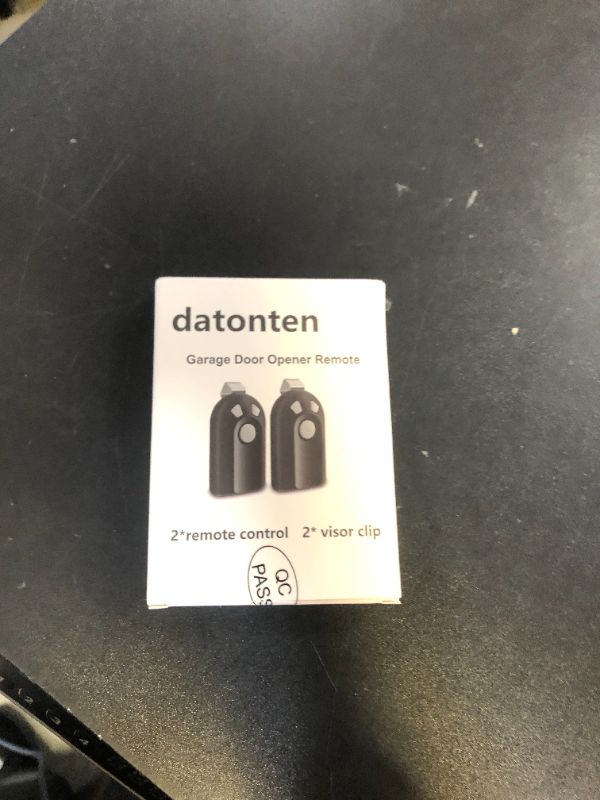 datonten
Garage Door Opener Remote
2*remote control 2* visor clip
QC
PASS